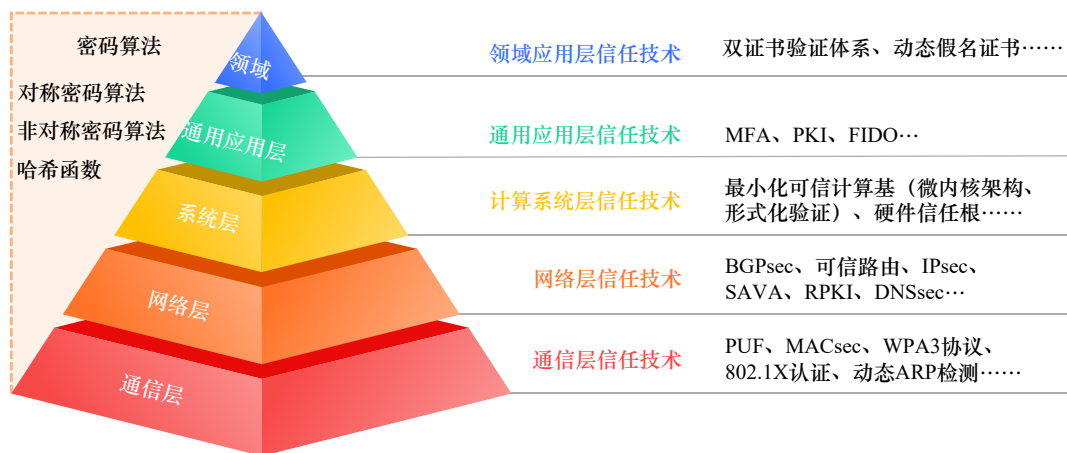 密码算法
对称密码算法
非对称密码算法
哈希函数
领域
通用应用层
系统层
网络层
通信层
领域应用层信任技术
双证书验证体系、动态假名证书……
通用应用层信任技术
MFA、PKI、FIDO…
计算系统层信任技术
最小化可信计算基（微内核架构、
形式化验证）、硬件信任根……
网络层信任技术
BGPsec、可信路由、IPsec、
SAVA、RPKI、DNSsec…
通信层信任技术
PUF、MACsec、WPA3协议、
802.1X认证、动态ARP检测……